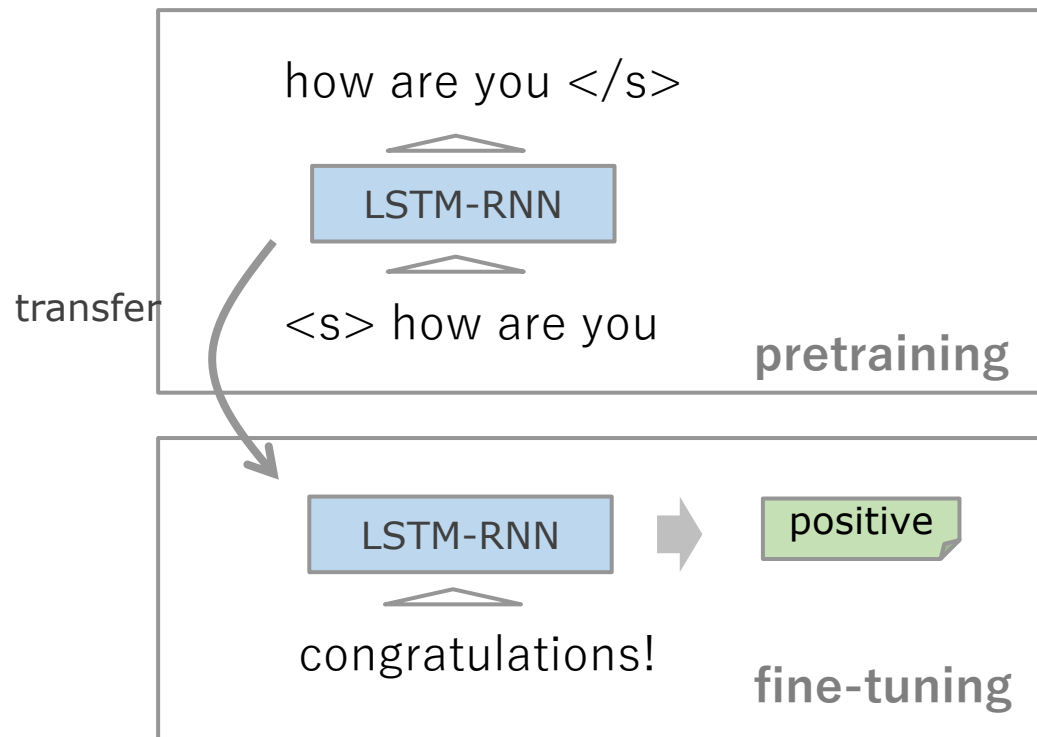 how are you </s>
LSTM-RNN
transfer
<s> how are you
pretraining
LSTM-RNN
positive
congratulations!
fine-tuning